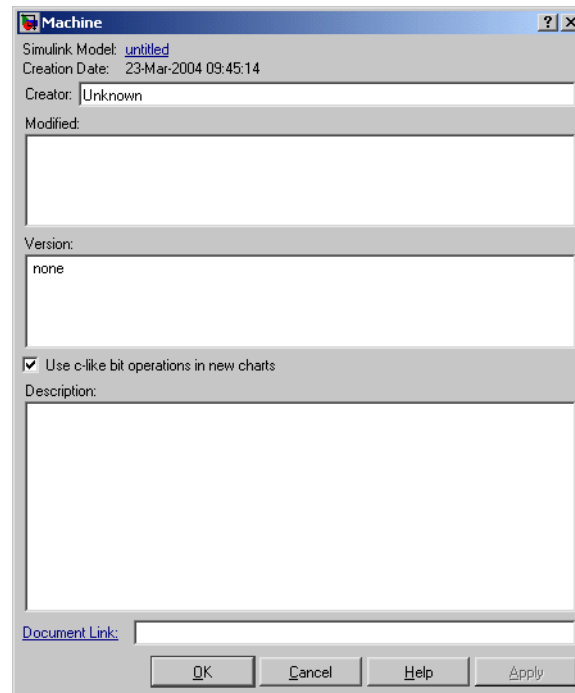 Machine
Simulink Model: untitled
Creation Date: 23-Mar-2004 09:45:14
Creator: Unknown
Modified:
Version:
none
Use c-like bit operations in new charts
Description:
Document Link:
OK Cancel Help Apply